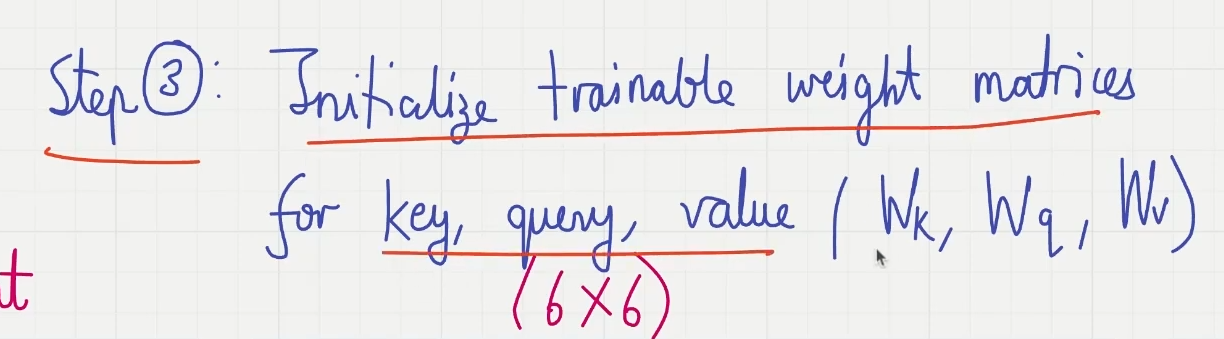 Step ③: Initialize trainable weight matrices
for key, query, value (Wk, Wq, Wv)
t
(6×6)